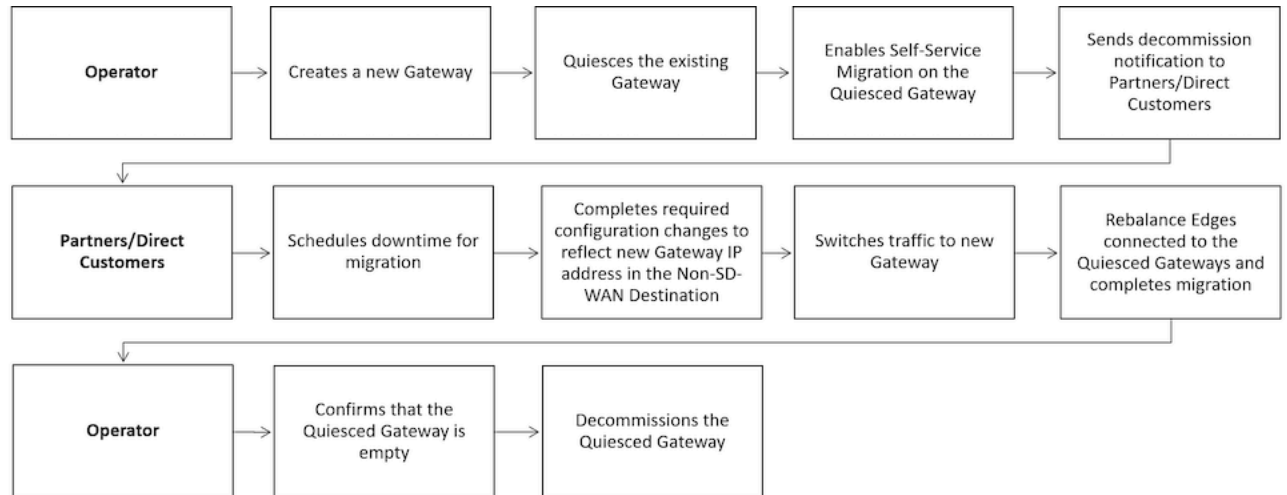 Operator
Creates a new Gateway
Quiesces the existing
Gateway
Enables Self-Service
Migration on the
Quiesced Gateway
Sends decommission
notification to
Partners/Direct
Customers
Partners/Direct
Customers
Schedules downtime for
migration
Completes required
configuration changes to
reflect new Gateway IP
address in the Non-SD-
WAN Destination
Switches traffic to new
Gateway
Rebalance Edges
connected to the
Quiesced Gateways and
completes migration
Operator
Confirms that the
Quiesced Gateway is
empty
Decommissions the
Quiesced Gateway